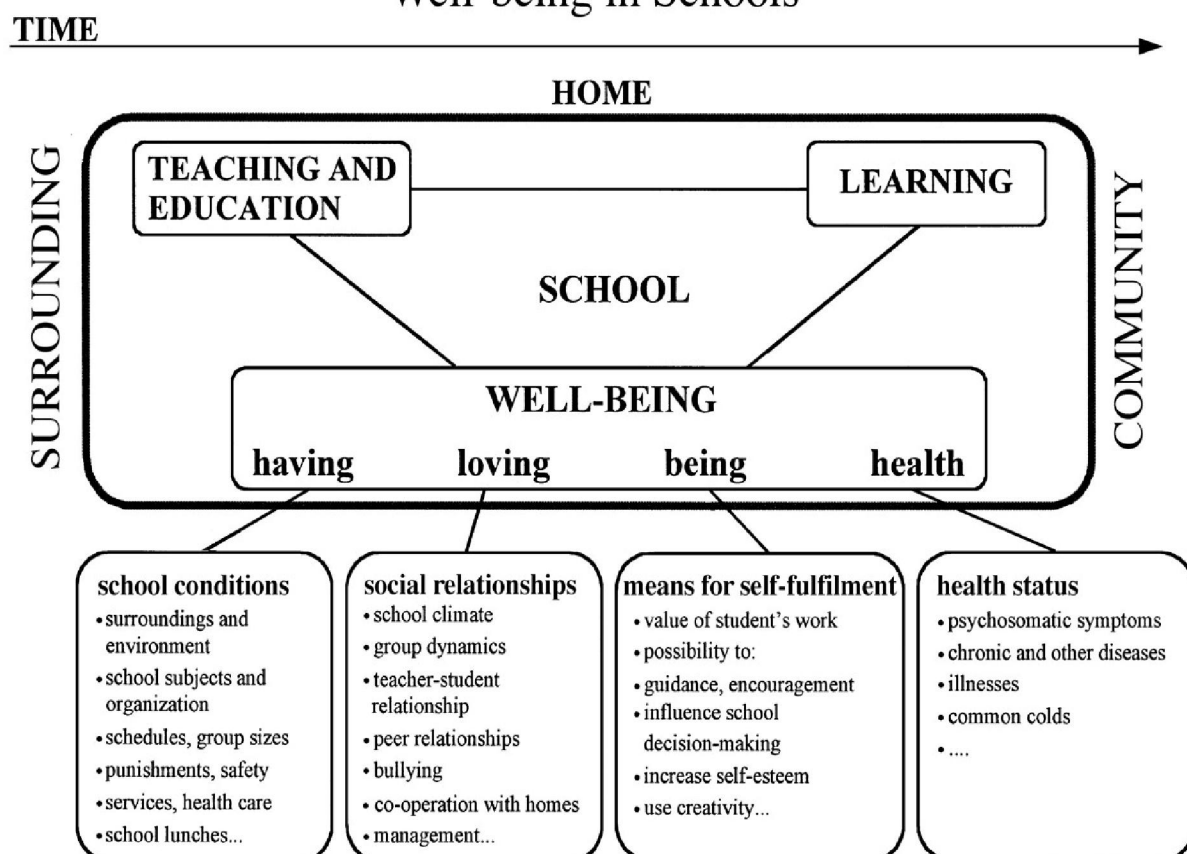 Well-being in Schools
TIME
HOME
SURROUNDING
COMMUNITY
TEACHING AND
EDUCATION
LEARNING
SCHOOL
WELL-BEING
having loving being health
school conditions
• surroundings and
environment
• school subjects and
organization
• schedules, group sizes
• punishments, safety
• services, health care
• school lunches...
social relationships
• school climate
• group dynamics
• teacher-student
relationship
• peer relationships
• bullying
• co-operation with homes
• management...
means for self-fulfilment
• value of student's work
• possibility to:
• guidance, encouragement
• influence school
decision-making
• increase self-esteem
• use creativity...
health status
• psychosomatic symptoms
• chronic and other diseases
• illnesses
• common colds
• ....